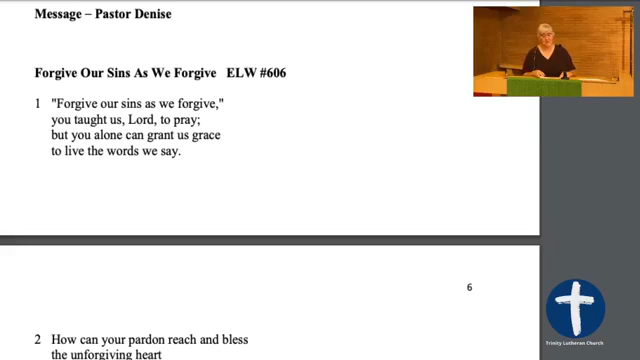 Message – Pastor Denise
Forgive Our Sins As We Forgive ELW #606
1 "Forgive our sins as we forgive,"
you taught us, Lord, to pray;
but you alone can grant us grace
to live the words we say.
6
2 How can your pardon reach and bless
the unforgiving heart
Trinity Lutheran Church